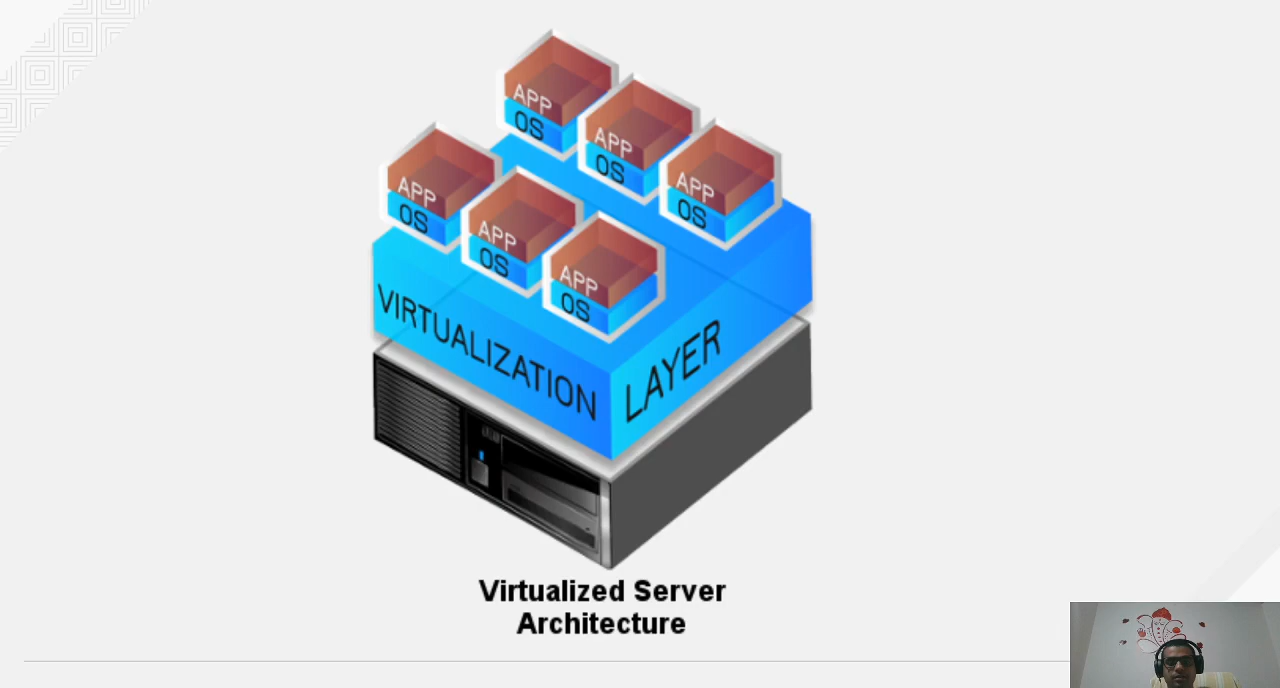 APP
OS
APP
OS
APP
OS
APP
OS
APP
OS
APP
OS
VIRTUALIZATION LAYER
Virtualized Server
Architecture